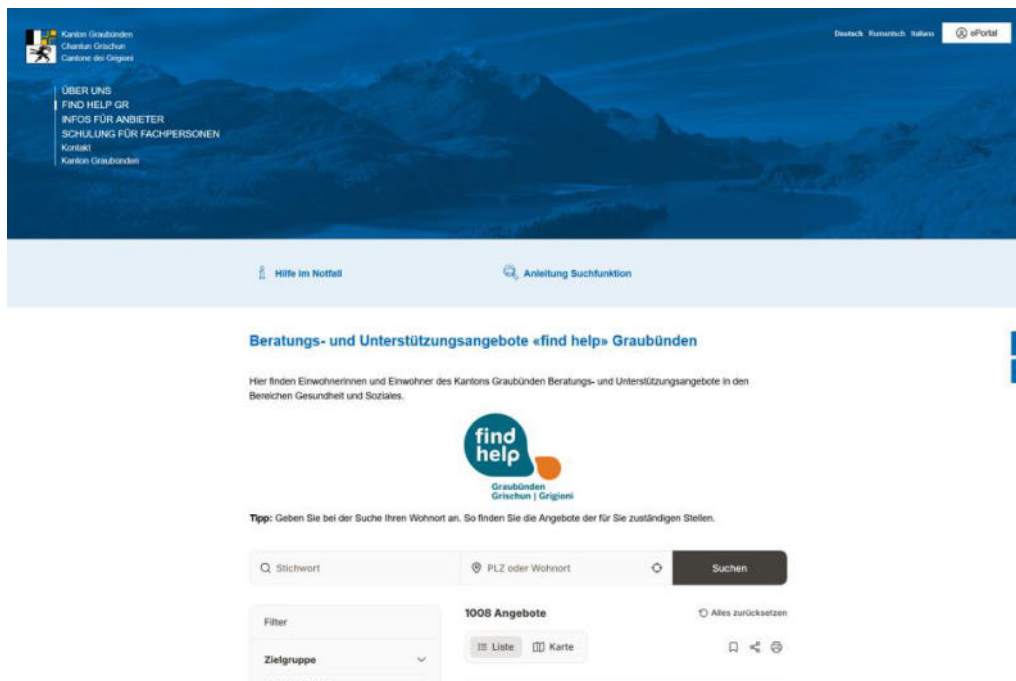 Kanton Graubünden
Chantun Grischun
Cantone dei Grigioni
Deutsch Rumantsch Italiano
ePortal
ÜBER UNS
FIND HELP GR
INFOS FÜR ANBIETER
SCHULUNG FÜR FACHPERSONEN
Kontakt
Kanton Graubünden
Hilfe im Notfall
Anleitung Suchfunktion
Beratungs- und Unterstützungsangebote «find help» Graubünden
Hier finden Einwohnerinnen und Einwohner des Kantons Graubünden Beratungs- und Unterstützungsangebote in den
Bereichen Gesundheit und Soziales.
find
help
Graubünden
Grischun | Grigioni
Tipp: Geben Sie bei der Suche Ihren Wohnort an. So finden Sie die Angebote der für Sie zuständigen Stellen.
Stichwort
PLZ oder Wohnort
Suchen
Filter
1008 Angebote
Alles zurücksetzen
Liste
Karte
Zielgruppe